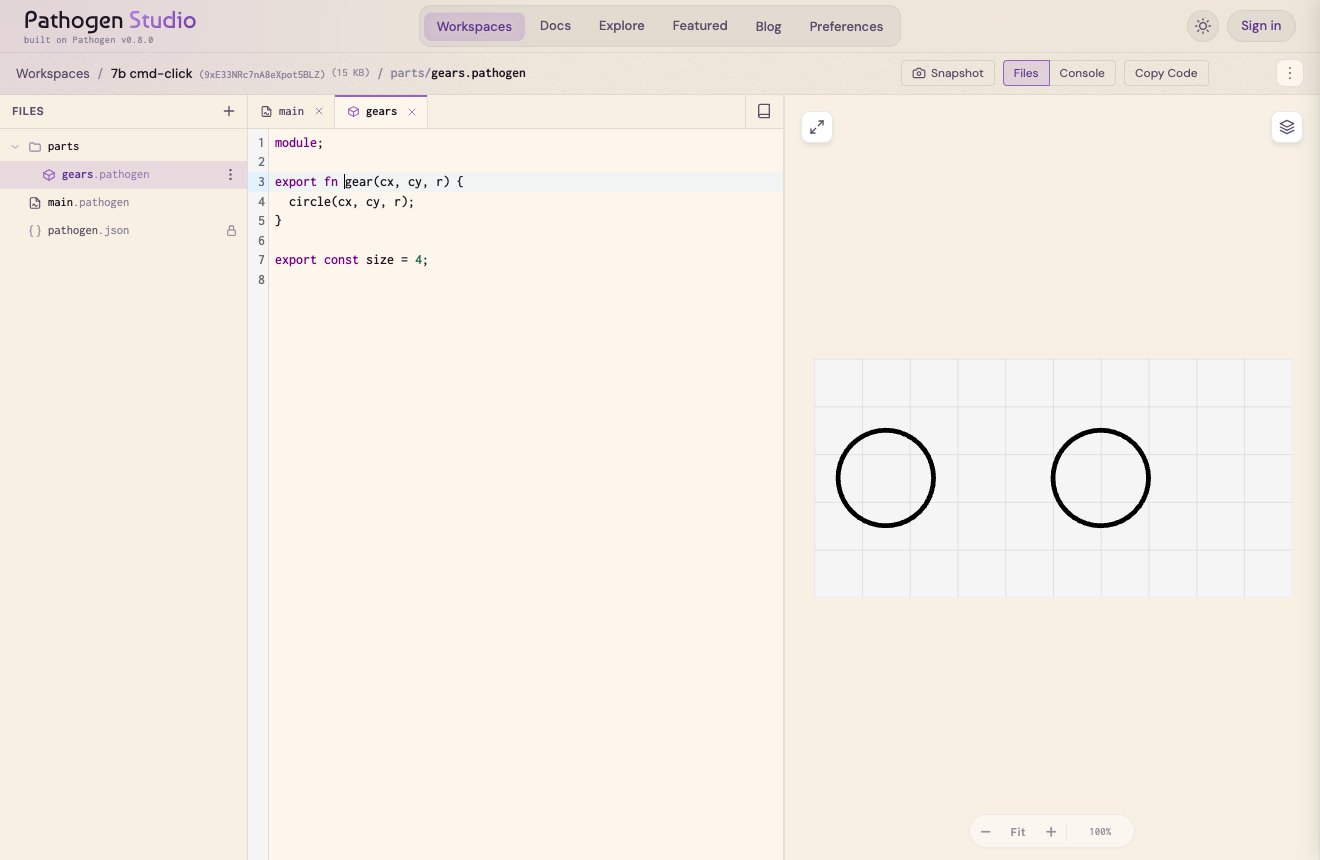 Pathogen Studio
built on Pathogen v0.8.0
Workspaces Docs Explore Featured Blog Preferences
Sign in
Workspaces / 7b cmd-click (9xE33NRc7nA8eXpot5BLZ) (15 KB) / parts/gears.pathogen
Snapshot Files Console Copy Code
FILES
main gears
parts
gears.pathogen
main.pathogen
{} pathogen.json
1 module;
2
3 export fn gear(cx, cy, r) {
4 circle(cx, cy, r);
5 }
6
7 export const size = 4;
8
Fit 100%